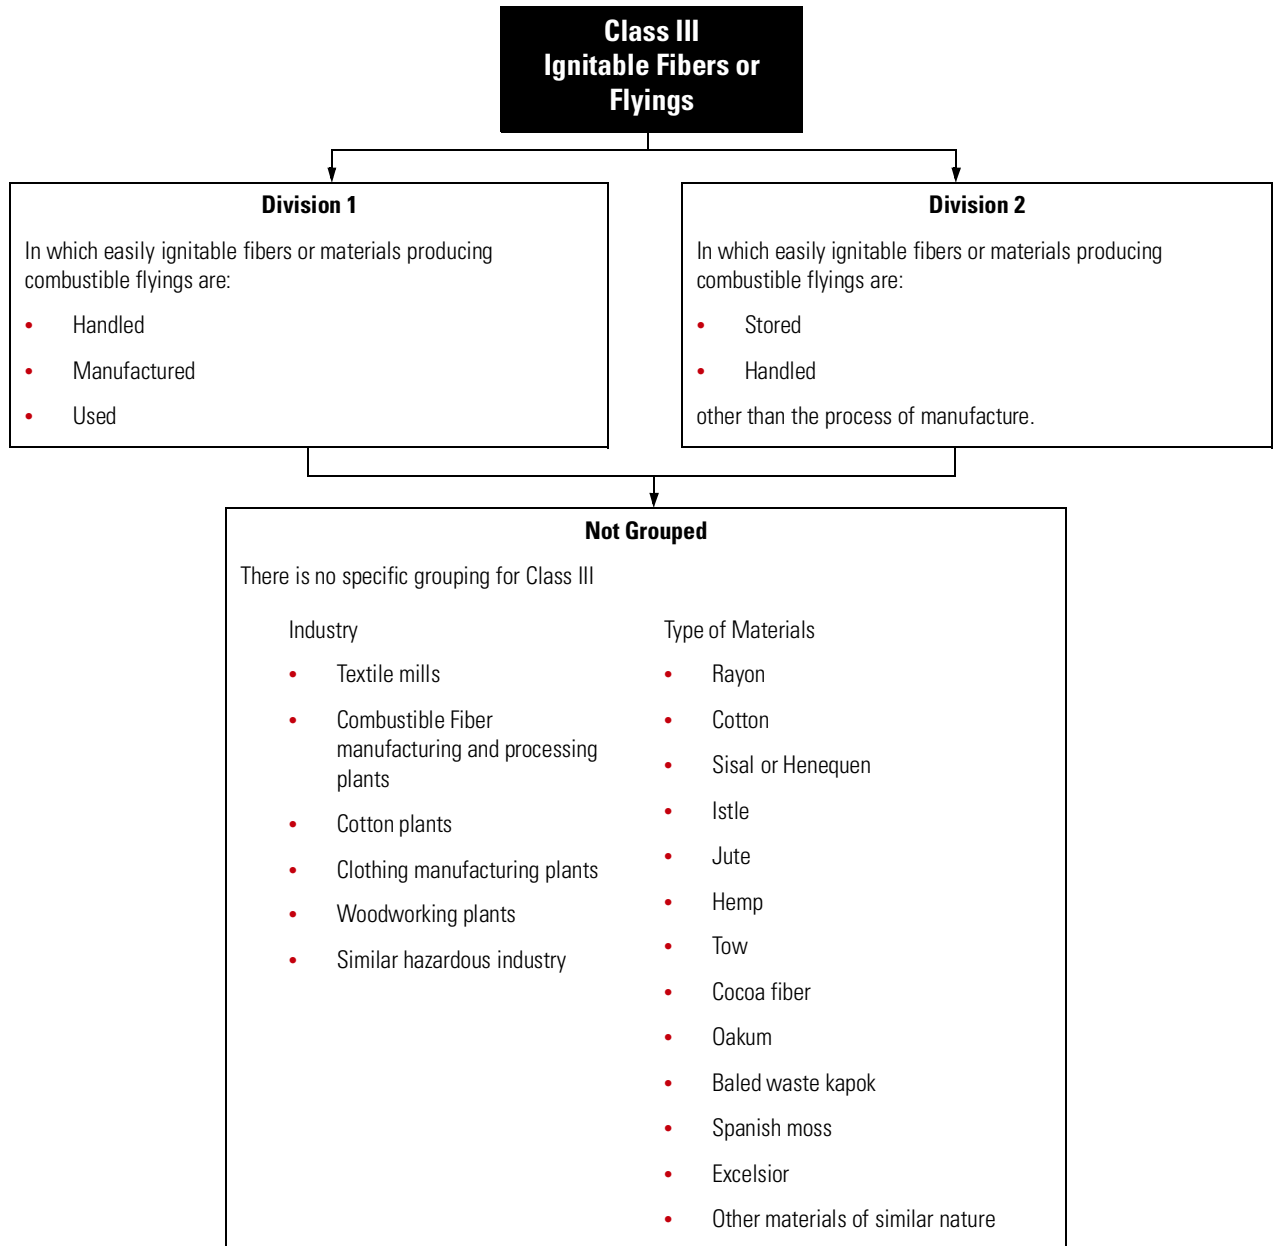 Class III
Ignitable Fibers or
Flyings
Division 1
In which easily ignitable fibers or materials producing
combustible flyings are:
• Handled
• Manufactured
• Used
Division 2
In which easily ignitable fibers or materials producing
combustible flyings are:
• Stored
• Handled
other than the process of manufacture.
Not Grouped
There is no specific grouping for Class III
Industry
• Textile mills
• Combustible Fiber
manufacturing and processing
plants
• Cotton plants
• Clothing manufacturing plants
• Woodworking plants
• Similar hazardous industry
Type of Materials
• Rayon
• Cotton
• Sisal or Henequen
• Istle
• Jute
• Hemp
• Tow
• Cocoa fiber
• Oakum
• Baled waste kapok
• Spanish moss
• Excelsior
• Other materials of similar nature